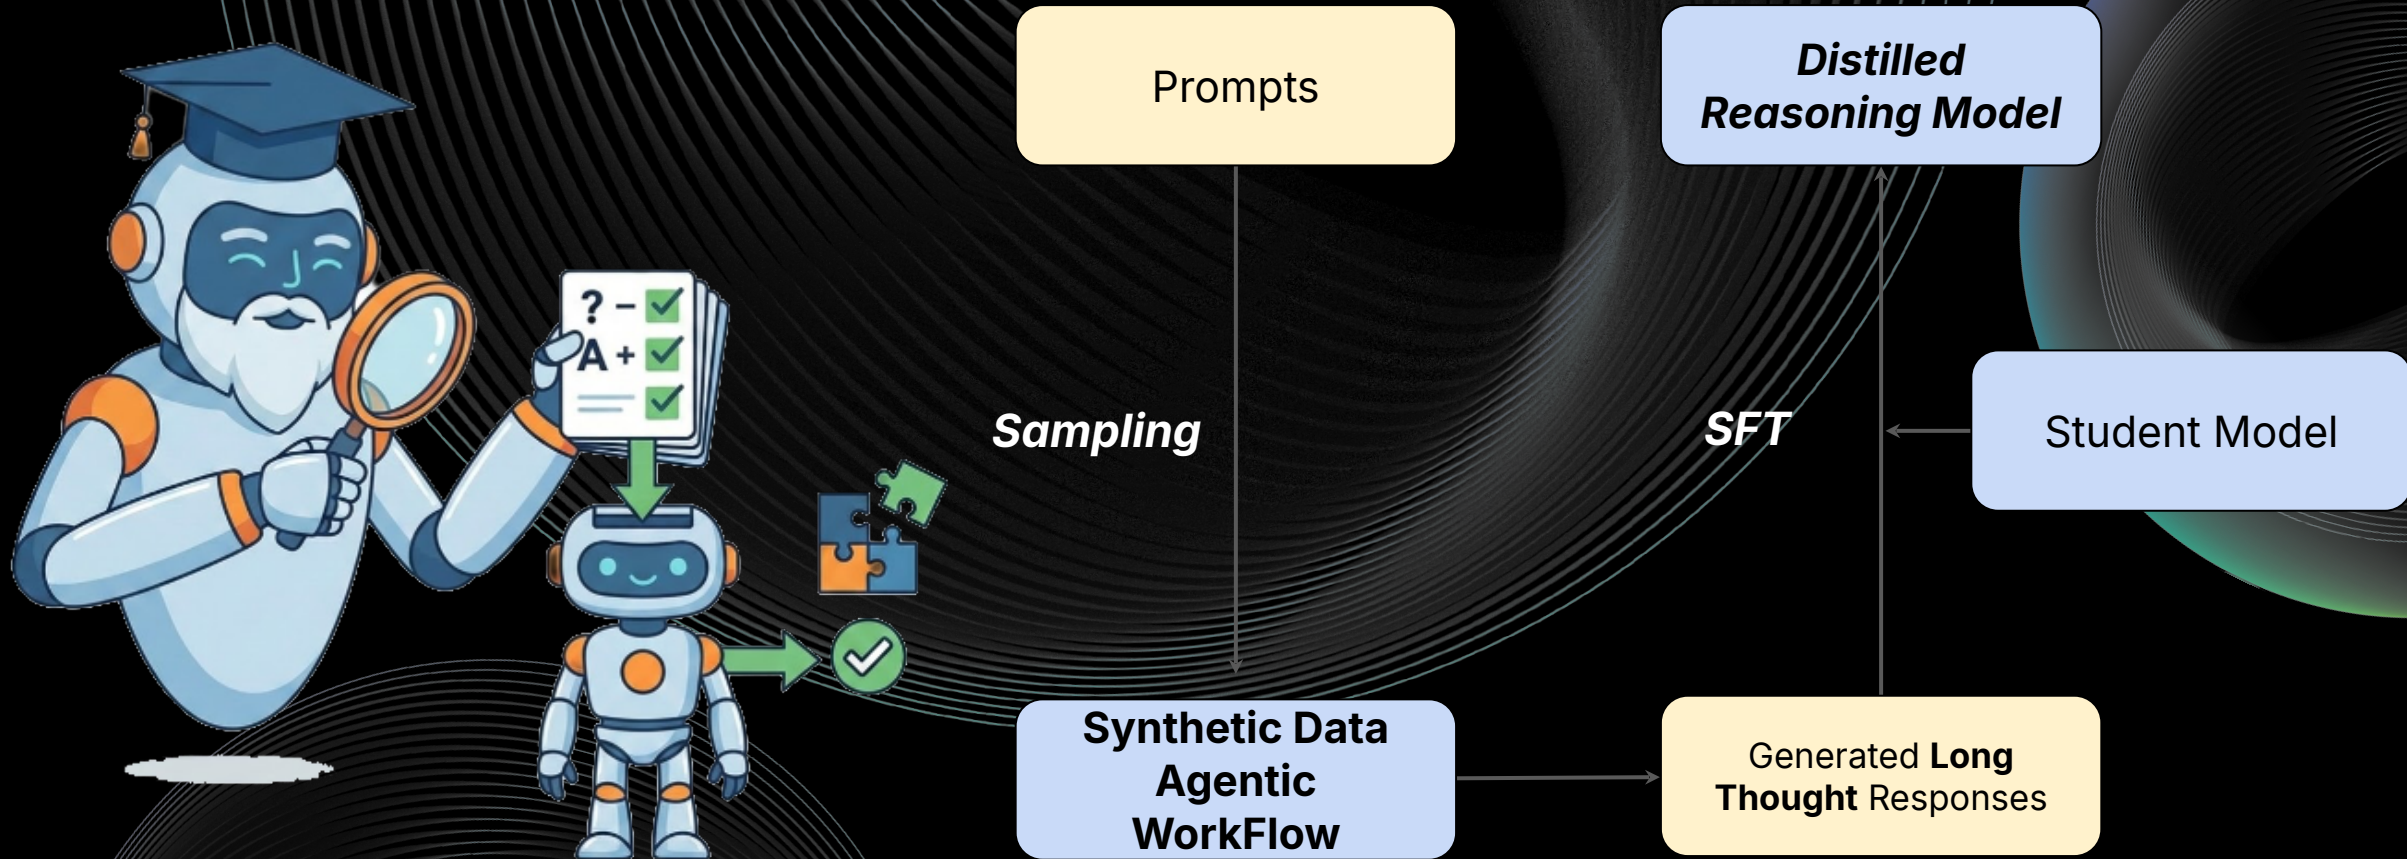 Prompts
Distilled
Reasoning Model
? –
A +
Sampling
SFT
Student Model
Synthetic Data
Agentic
WorkFlow
Generated Long
Thought Responses